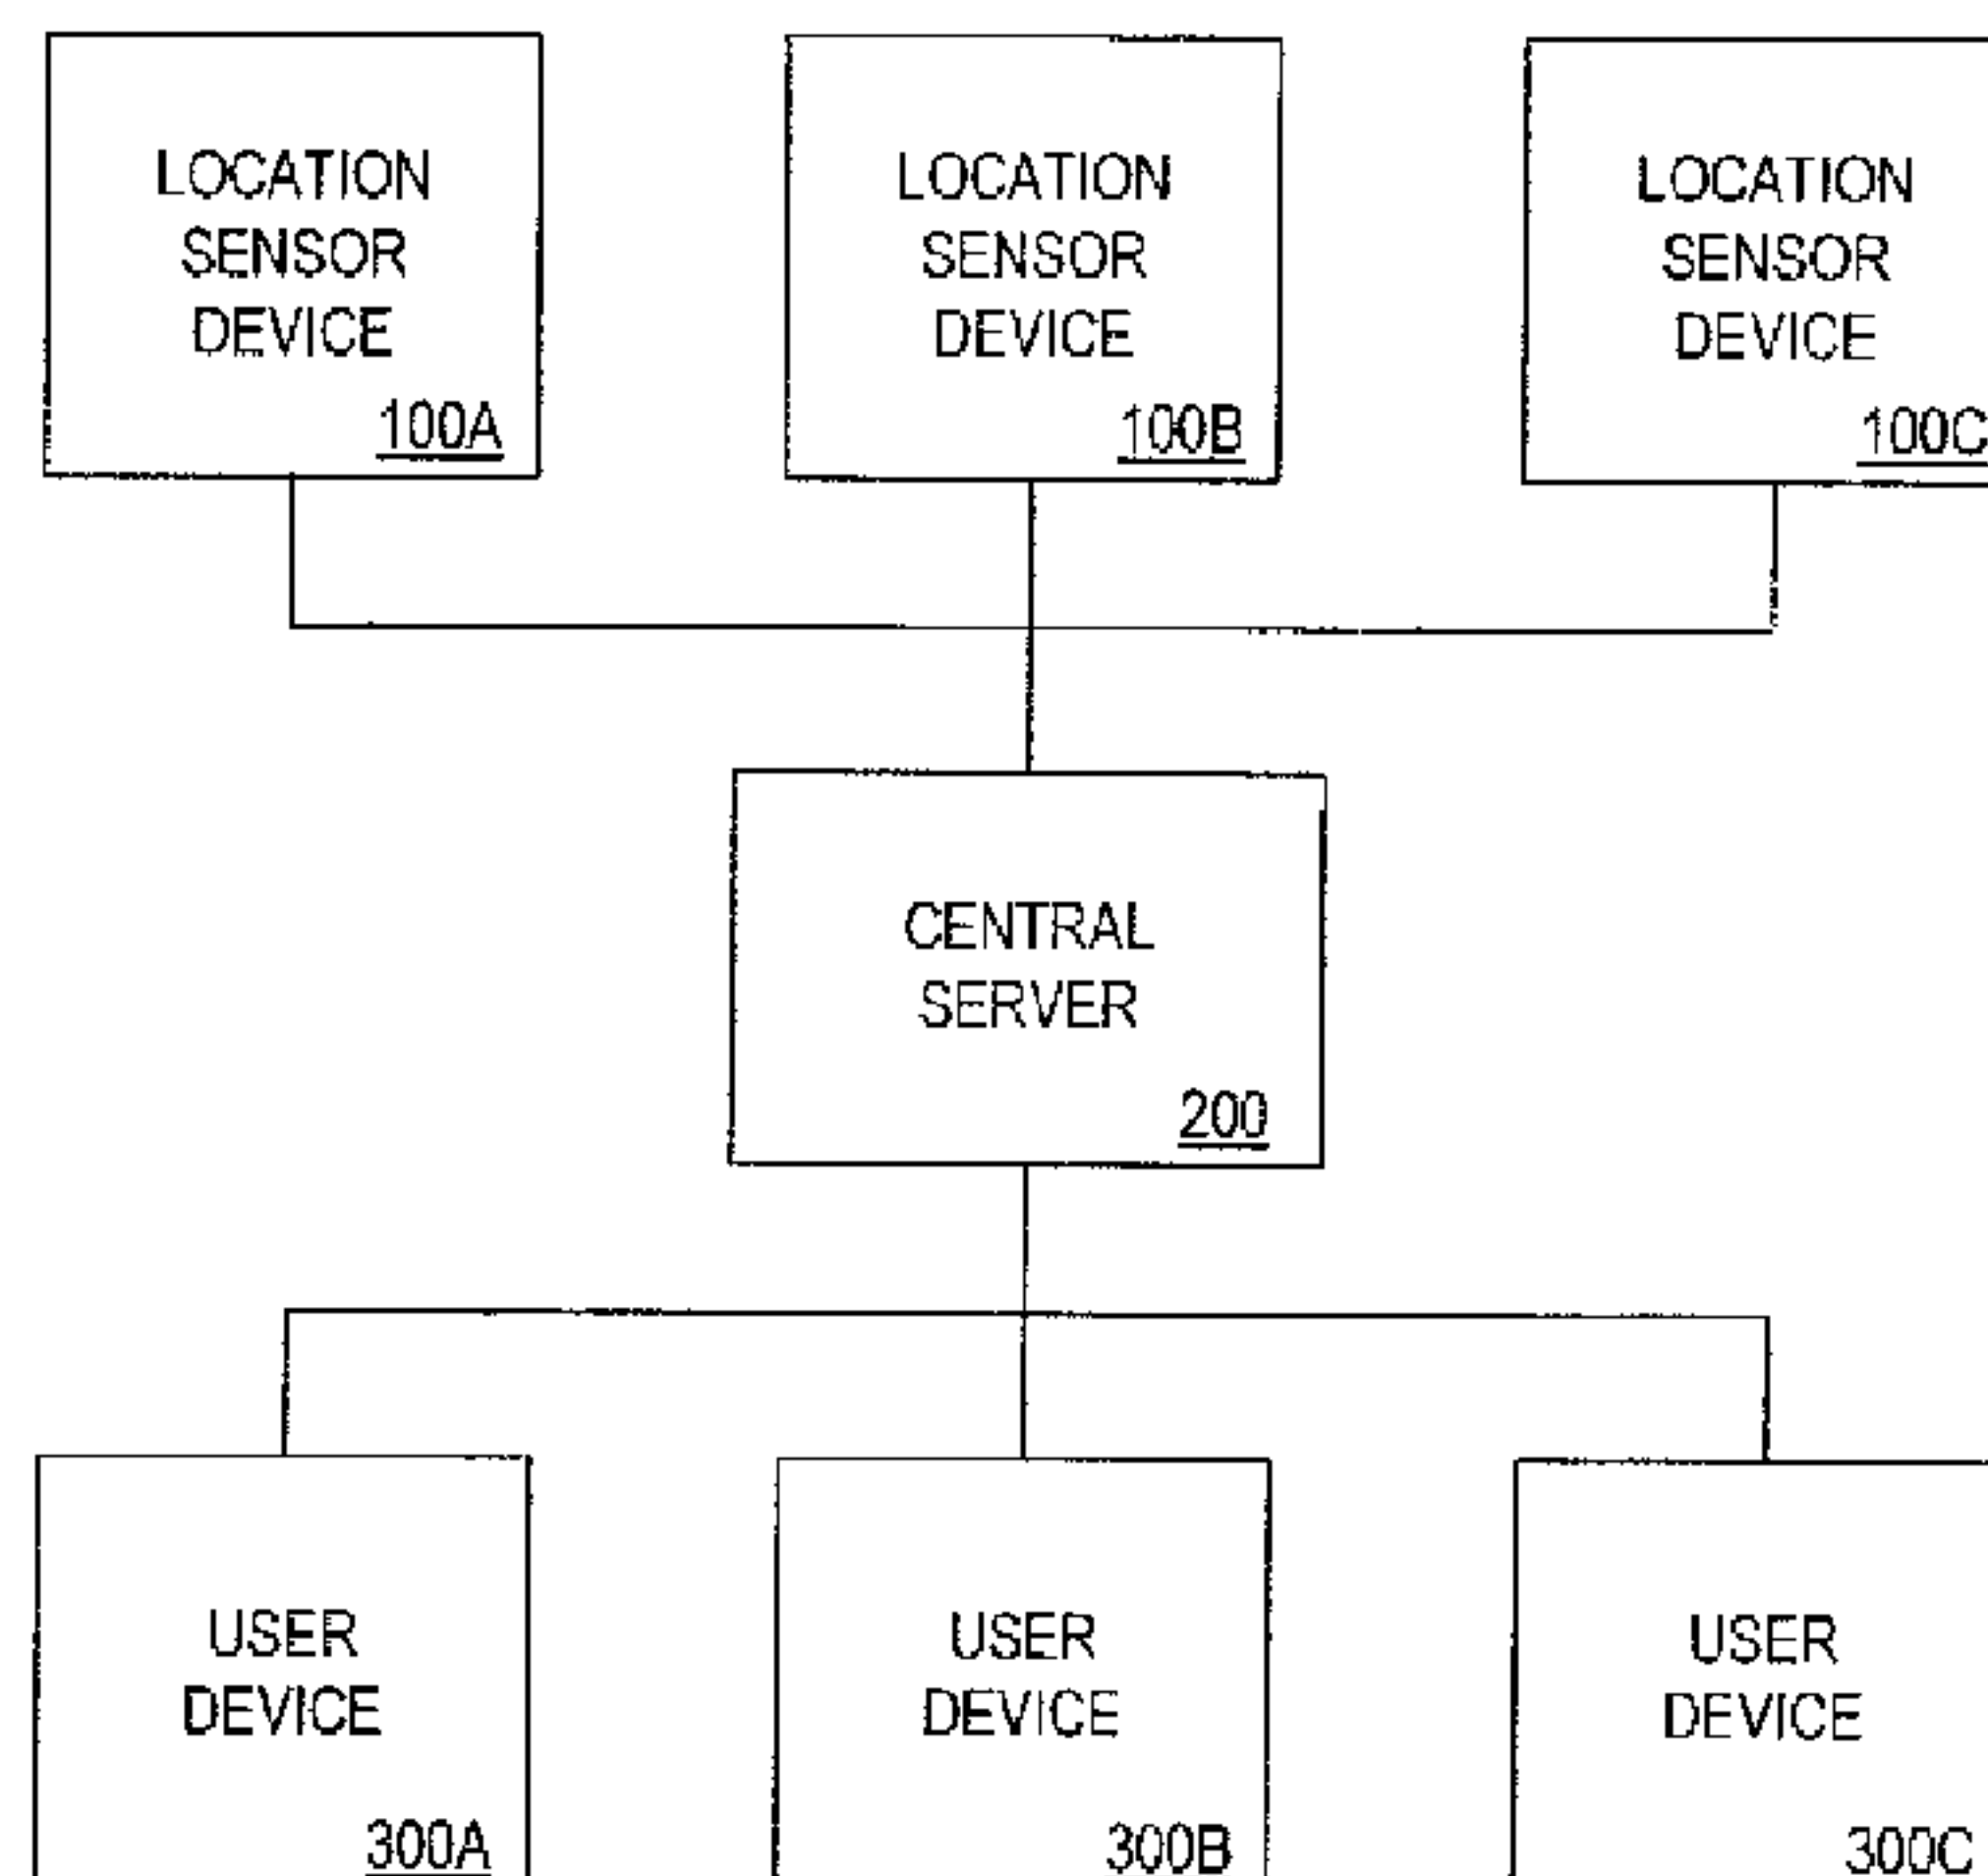 LOCATION
SENSOR
DEVICE
100A
LOCATION
SENSOR
DEVICE
100B
LOCATION
SENSOR
DEVICE
100C
CENTRAL
SERVER
200
USER
DEVICE
300A
USER
DEVICE
300B
USER
DEVICE
300C